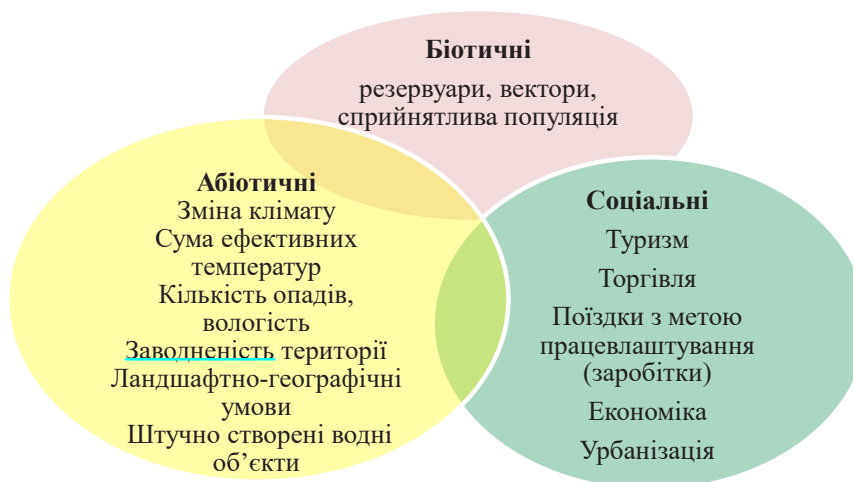 Біотичні
резервуари, вектори,
сприйнятлива популяція
Абіотичні
Зміна клімату
Сума ефективних
температур
Кількість опадів,
вологість
Заводненість території
Ландшафтно-географічні
умови
Штучно створені водні
об’єкти
Соціальні
Туризм
Торгівля
Поїздки з метою
працевлаштування
(заробітки)
Економіка
Урбанізація